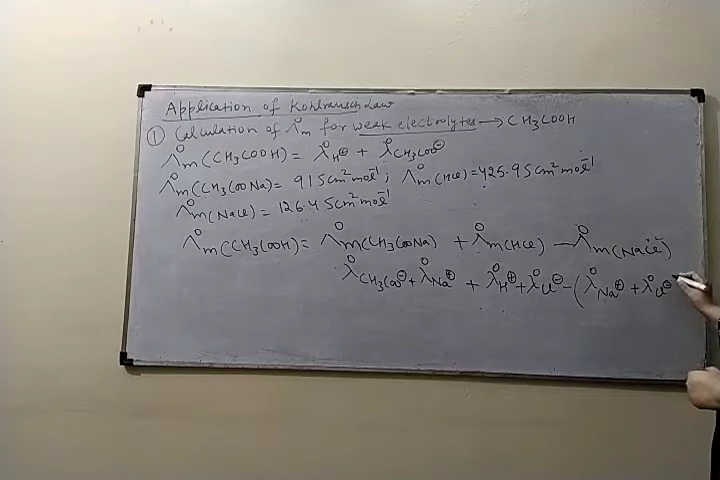 Application of Kohlrausch Law
① Calculation of Λ°m for weak electrolytes → CH3COOH
Λ°m(CH3COOH) = λ°H⊕ + λ°CH3COO⊖
Λ°m(CH3COONa) = 91 S cm² mol⁻¹ ; Λ°m(HCl) = 425.9 S cm² mol⁻¹
Λ°m(NaCl) = 126.4 S cm² mol⁻¹
Λ°m(CH3COOH) = Λ°m(CH3COONa) + Λ°m(HCl) − Λ°m(NaCl)
λ°CH3COO⊖ + λ°Na⊕ + λ°H⊕ + λ°Cl⊖ − (λ°Na⊕ + λ°Cl⊖